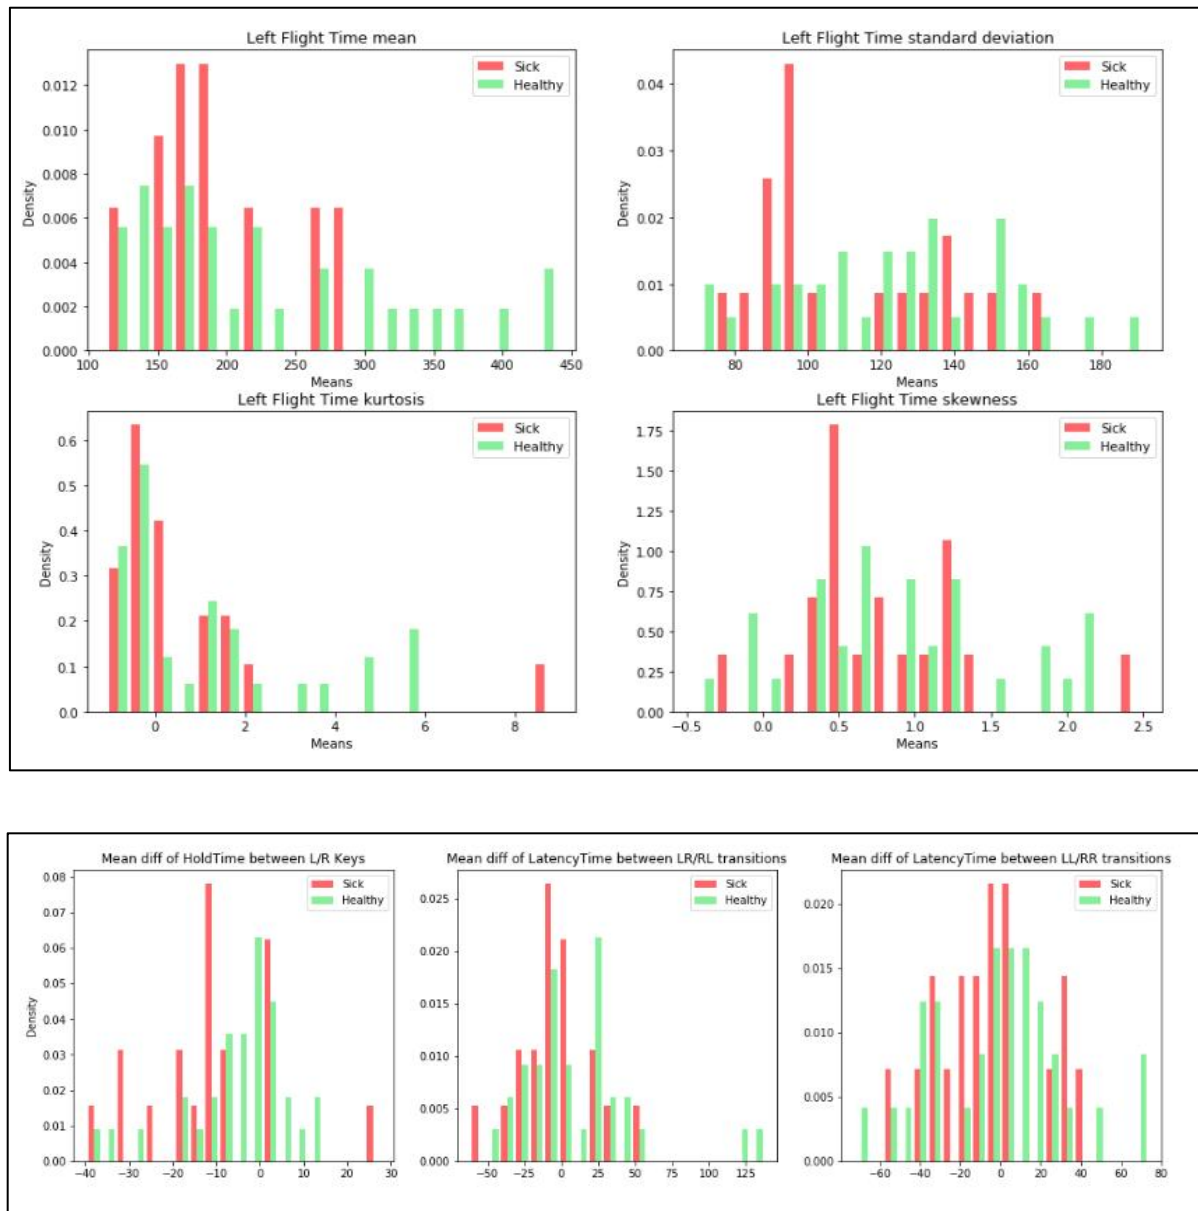 Left Flight Time mean
Left Flight Time standard deviation
Sick
Healthy
Sick
Healthy
Density
0.012
0.010
0.008
0.006
0.004
0.002
0.000
100 150 200 250 300 350 400 450
Means
Density
0.04
0.03
0.02
0.01
0.00
80 100 120 140 160 180
Means
Left Flight Time kurtosis
Left Flight Time skewness
Sick
Healthy
Sick
Healthy
Density
0.6
0.5
0.4
0.3
0.2
0.1
0.0
0 2 4 6 8
Means
Density
1.75
1.50
1.25
1.00
0.75
0.50
0.25
0.00
−0.5 0.0 0.5 1.0 1.5 2.0 2.5
Means
Mean diff of HoldTime between L/R Keys
Mean diff of LatencyTime between LR/RL transitions
Mean diff of LatencyTime between LL/RR transitions
Sick
Healthy
Sick
Healthy
Sick
Healthy
Density
0.08
0.07
0.06
0.05
0.04
0.03
0.02
0.01
0.00
−40 −30 −20 −10 0 10 20 30
0.025
0.020
0.015
0.010
0.005
0.000
−50 −25 0 25 50 75 100 125
0.020
0.015
0.010
0.005
0.000
−60 −40 −20 0 20 40 60 80